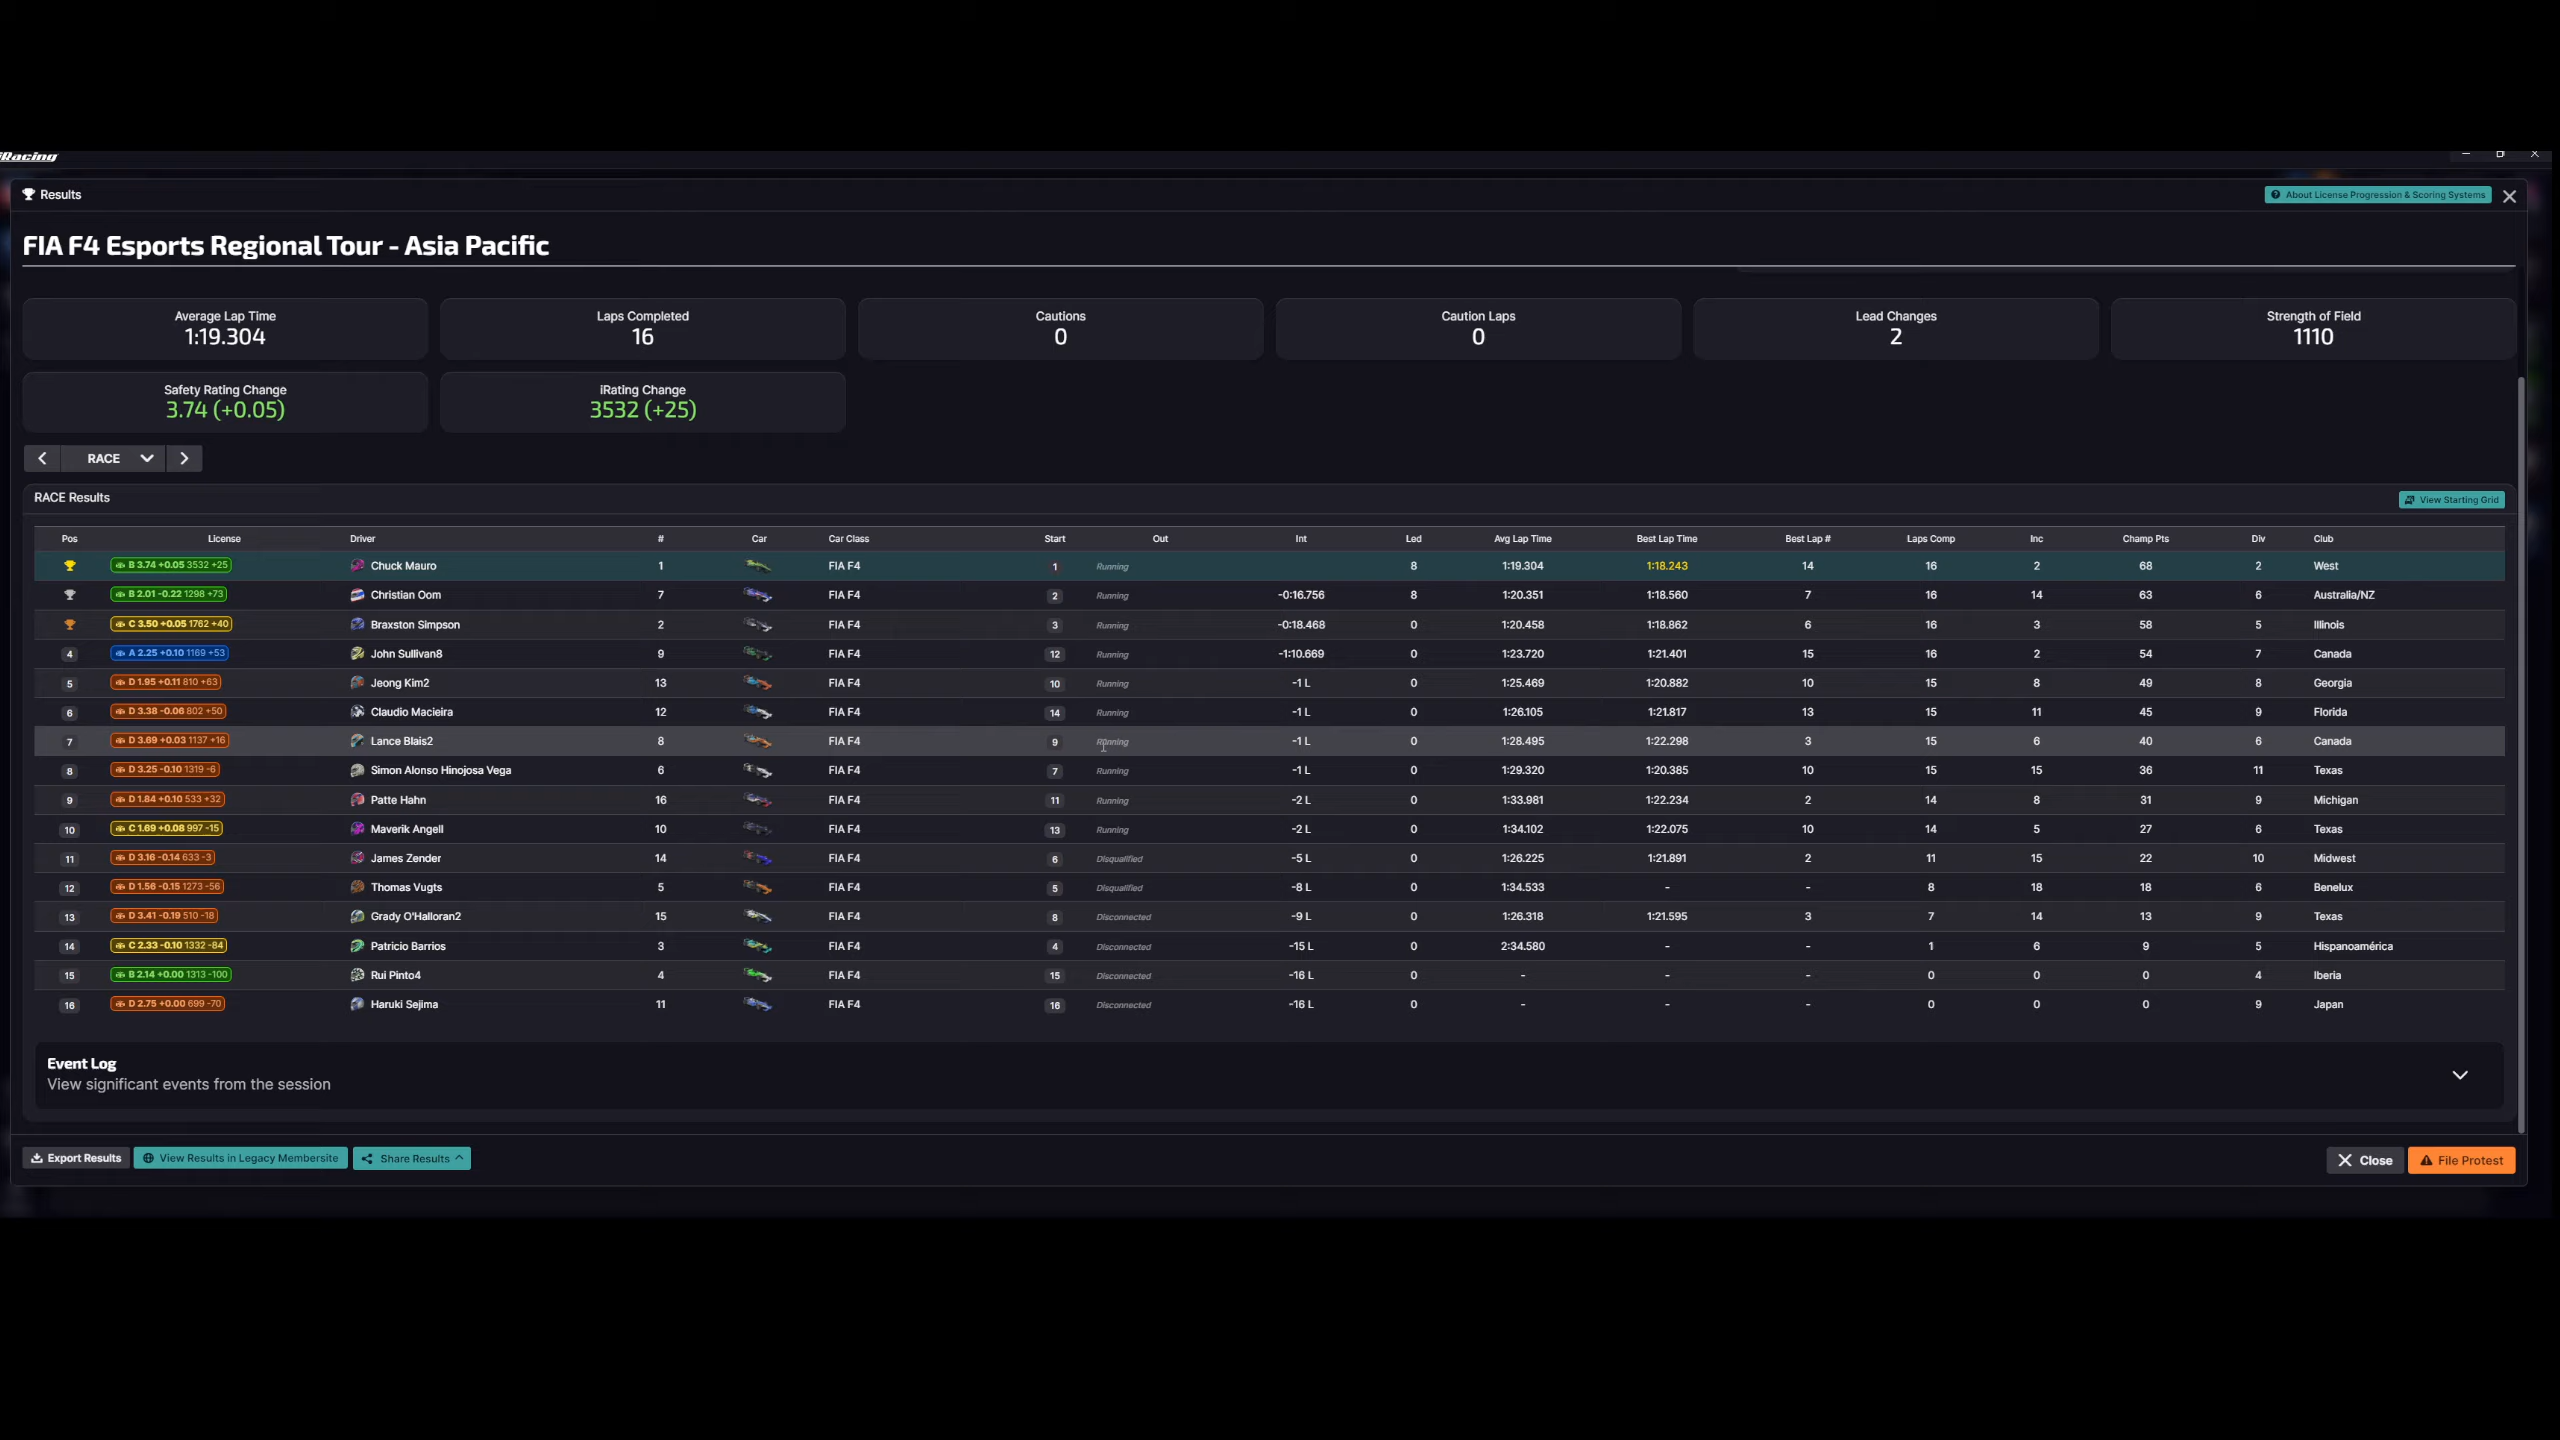 iRacing
Results
About License Progression & Scoring Systems
FIA F4 Esports Regional Tour - Asia Pacific
Average Lap Time Laps Completed Cautions Caution Laps Lead Changes Strength of Field
1:19.304 16 0 0 2 1110
Safety Rating Change iRating Change
3.74 (+0.05) 3532 (+25)
RACE
RACE Results
View Starting Grid
Pos License Driver # Car Car Class Start Out Int Led Avg Lap Time Best Lap Time Best Lap # Laps Comp Inc Champ Pts Div Club
B 3.74 +0.05 3532 +25 Chuck Mauro 1 FIA F4 1 Running 8 1:19.304 1:18.243 14 16 2 68 2 West
B 2.01 -0.22 1298 +73 Christian Oom 7 FIA F4 2 Running -0:16.756 8 1:20.351 1:18.560 7 16 14 63 6 Australia/NZ
C 3.50 +0.05 1762 +40 Braxston Simpson 2 FIA F4 3 Running -0:18.468 0 1:20.458 1:18.862 6 16 3 58 5 Illinois
4 A 2.25 +0.10 1169 +53 John Sullivan8 9 FIA F4 12 Running -1:10.669 0 1:23.720 1:21.401 15 16 2 54 7 Canada
5 D 1.95 +0.11 810 +63 Jeong Kim2 13 FIA F4 10 Running -1 L 0 1:25.469 1:20.882 10 15 8 49 8 Georgia
6 D 3.38 -0.06 802 +50 Claudio Macieira 12 FIA F4 14 Running -1 L 0 1:26.105 1:21.817 13 15 11 45 9 Florida
7 D 3.69 +0.03 1137 +16 Lance Blais2 8 FIA F4 9 Running -1 L 0 1:28.495 1:22.298 3 15 6 40 6 Canada
8 D 3.25 -0.10 1319 -6 Simon Alonso Hinojosa Vega 6 FIA F4 7 Running -1 L 0 1:29.320 1:20.385 10 15 15 36 11 Texas
9 D 1.84 +0.10 533 +32 Patte Hahn 16 FIA F4 11 Running -2 L 0 1:33.981 1:22.234 2 14 8 31 9 Michigan
10 C 1.69 +0.08 997 -15 Maverik Angell 10 FIA F4 13 Running -2 L 0 1:34.102 1:22.075 10 14 5 27 6 Texas
11 D 3.16 -0.14 633 -3 James Zender 14 FIA F4 6 Disqualified -5 L 0 1:26.225 1:21.891 2 11 15 22 10 Midwest
12 D 1.56 -0.15 1273 -56 Thomas Vugts 5 FIA F4 5 Disqualified -8 L 0 1:34.533 - - 8 18 18 6 Benelux
13 D 3.41 -0.19 510 -18 Grady O'Halloran2 15 FIA F4 8 Disconnected -9 L 0 1:26.318 1:21.595 3 7 14 13 9 Texas
14 C 2.33 -0.10 1332 -84 Patricio Barrios 3 FIA F4 4 Disconnected -15 L 0 2:34.580 - - 1 6 9 5 Hispanoamérica
15 B 2.14 +0.00 1313 -100 Rui Pinto4 4 FIA F4 15 Disconnected -16 L 0 - - - 0 0 0 4 Iberia
16 D 2.75 +0.00 699 -70 Haruki Sejima 11 FIA F4 16 Disconnected -16 L 0 - - - 0 0 0 9 Japan
Event Log
View significant events from the session
Export Results View Results in Legacy Membersite Share Results Close File Protest